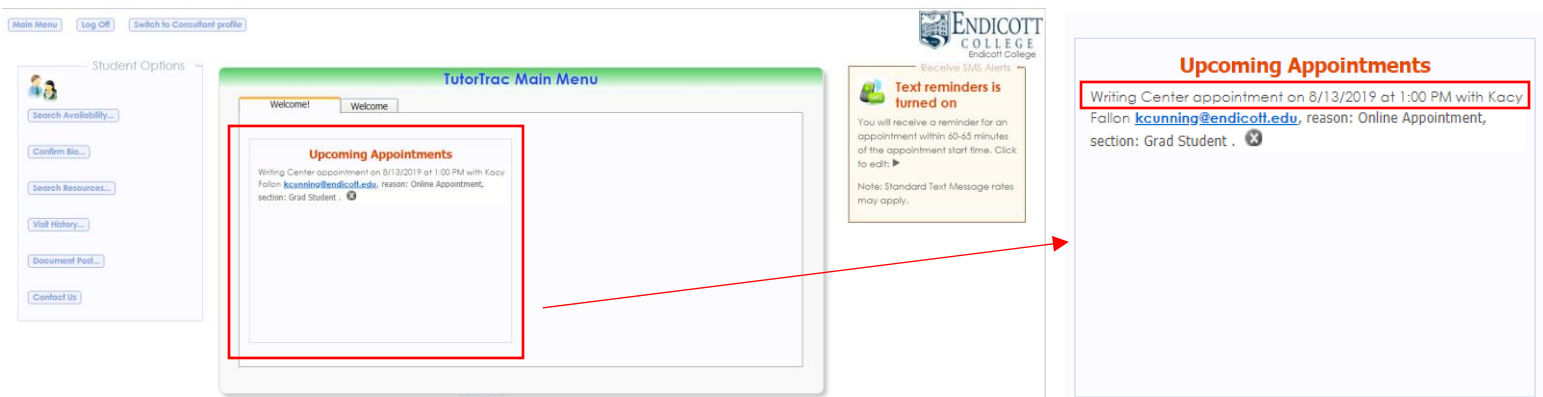 Main Menu Log Off Switch to Consultant profile
ENDICOTT
COLLEGE
Endicott College
Student Options
Search Availability...
Confirm Bio...
Search Resources...
Visit History...
Document Post...
Contact Us
TutorTrac Main Menu
Welcome! Welcome
Upcoming Appointments
Writing Center appointment on 8/13/2019 at 1:00 PM with Kacy
Fallon kcunning@endicott.edu, reason: Online Appointment,
section: Grad Student .
Receive SMS Alerts
Text reminders is
turned on
You will receive a reminder for an
appointment within 60-65 minutes
of the appointment start time. Click
to edit:
Note: Standard Text Message rates
may apply.
Upcoming Appointments
Writing Center appointment on 8/13/2019 at 1:00 PM with Kacy
Fallon kcunning@endicott.edu, reason: Online Appointment,
section: Grad Student .